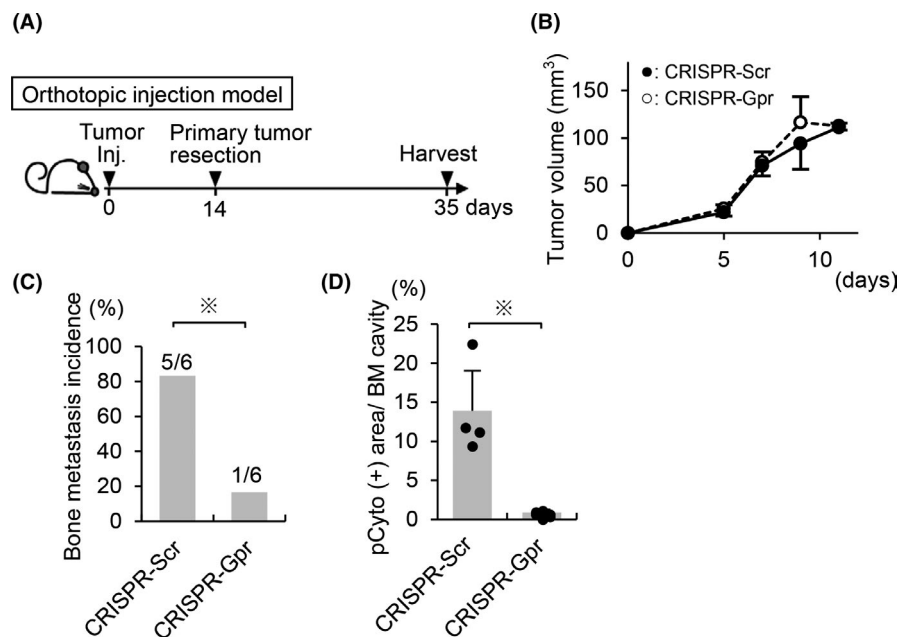 (A)
Orthotopic injection model
Tumor
Inj.
Primary tumor
resection
Harvest
0
14
35 days
(B)
Tumor volume (mm³)
●: CRISPR-Scr
○: CRISPR-Gpr
150
100
50
0
0
5
10
(days)
(C)
(%)
※
Bone metastasis incidence
100
80
60
40
20
0
5/6
1/6
CRISPR-Scr
CRISPR-Gpr
(D)
(%)
※
pCyto (+) area/ BM cavity
25
20
15
10
5
0
CRISPR-Scr
CRISPR-Gpr